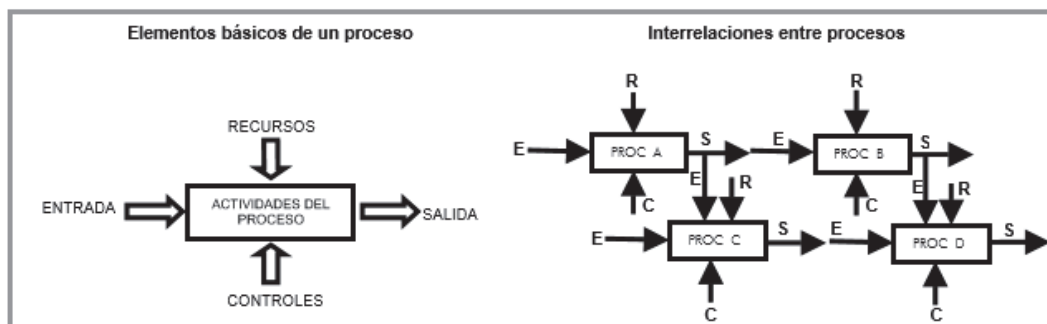 Elementos básicos de un proceso
RECURSOS
ENTRADA
ACTIVIDADES DEL
PROCESO
SALIDA
CONTROLES
Interrelaciones entre procesos
R
R
E
PROC A
S
E
PROC B
S
E
R
E
R
C
C
E
PROC C
S
E
PROC D
S
C
C